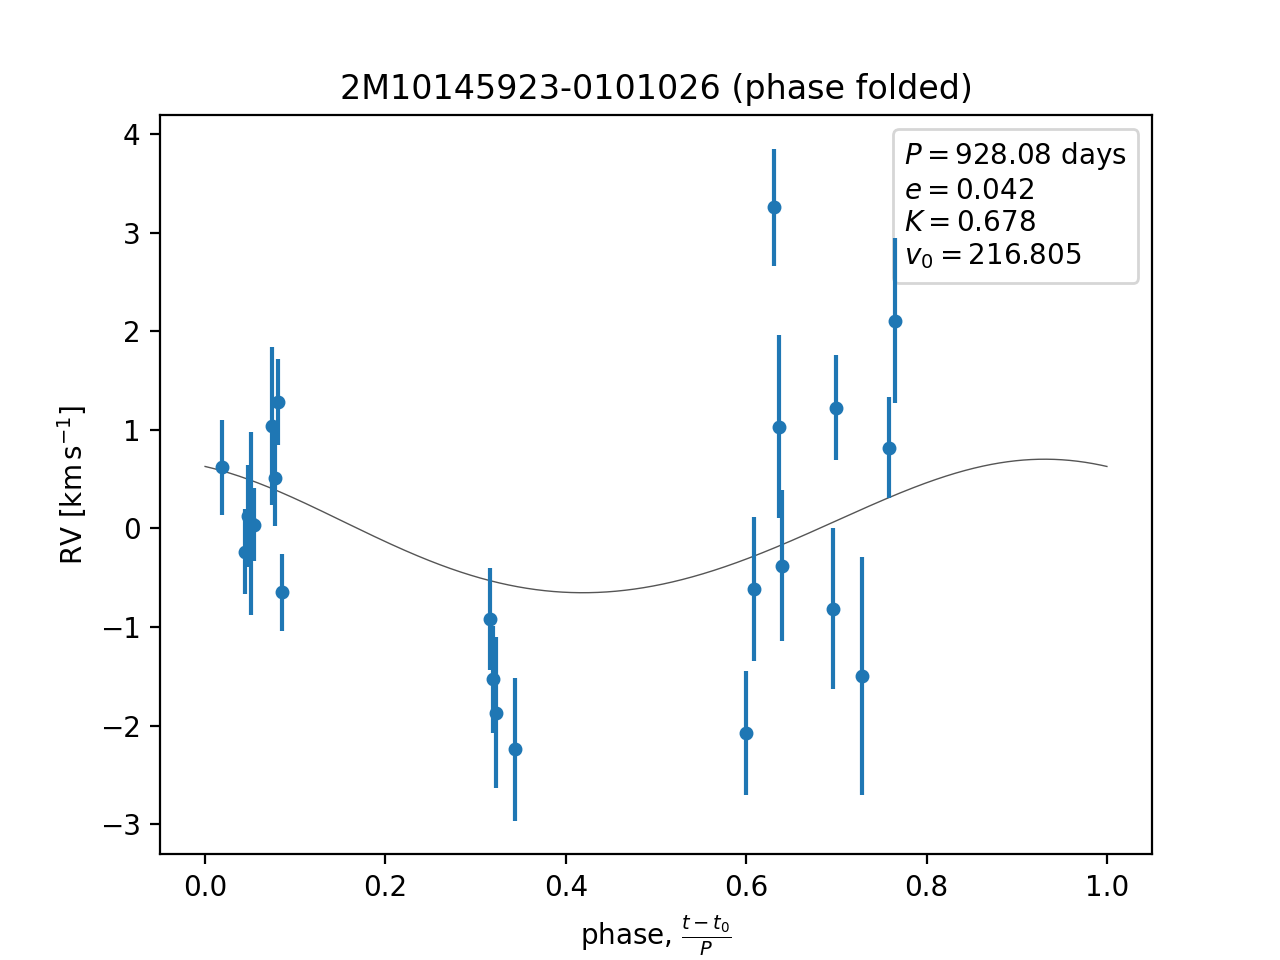 2M10145923-0101026 (phase folded)
P = 928.08 days
e = 0.042
K = 0.678
v₀ = 216.805
4
3
2
1
0
−1
−2
−3
RV [km s⁻¹]
0.0 0.2 0.4 0.6 0.8 1.0
phase, (t − t₀)/P